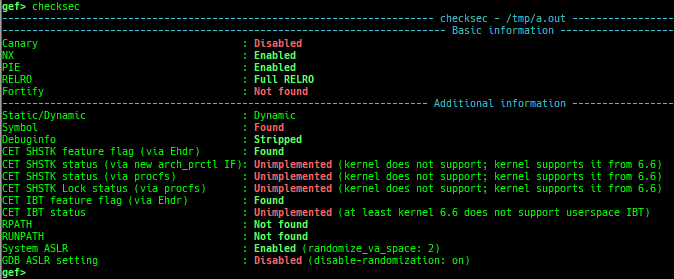 gef> checksec
---------------------------------------------------------------------- checksec - /tmp/a.out ----------------
------------------------------------------------------------------------ Basic information ------------------
Canary : Disabled
NX : Enabled
PIE : Enabled
RELRO : Full RELRO
Fortify : Not found
---------------------------------------------------------------------- Additional information ----------------
Static/Dynamic : Dynamic
Symbol : Found
Debuginfo : Stripped
CET SHSTK feature flag (via Ehdr) : Found
CET SHSTK status (via new arch_prctl IF): Unimplemented (kernel does not support; kernel supports it from 6.6)
CET SHSTK status (via procfs) : Unimplemented (kernel does not support; kernel supports it from 6.6)
CET SHSTK Lock status (via procfs) : Unimplemented (kernel does not support; kernel supports it from 6.6)
CET IBT feature flag (via Ehdr) : Found
CET IBT status : Unimplemented (at least kernel 6.6 does not support userspace IBT)
RPATH : Not found
RUNPATH : Not found
System ASLR : Enabled (randomize_va_space: 2)
GDB ASLR setting : Disabled (disable-randomization: on)
gef>